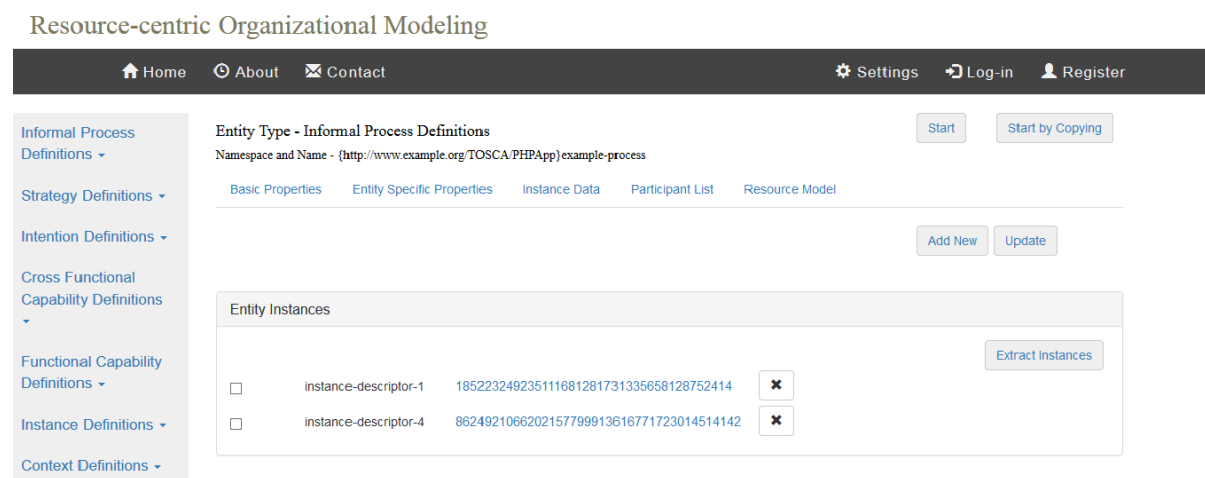 Resource-centric Organizational Modeling
Home About Contact Settings Log-in Register
Informal Process
Definitions
Strategy Definitions
Intention Definitions
Cross Functional
Capability Definitions
Functional Capability
Definitions
Instance Definitions
Context Definitions
Entity Type - Informal Process Definitions
Start Start by Copying
Namespace and Name - {http://www.example.org/TOSCA/PHPApp}example-process
Basic Properties Entity Specific Properties Instance Data Participant List Resource Model
Add New Update
Entity Instances
Extract Instances
instance-descriptor-1 185223249235111681281731335658128752414
instance-descriptor-4 8624921066202157799913616771723014514142